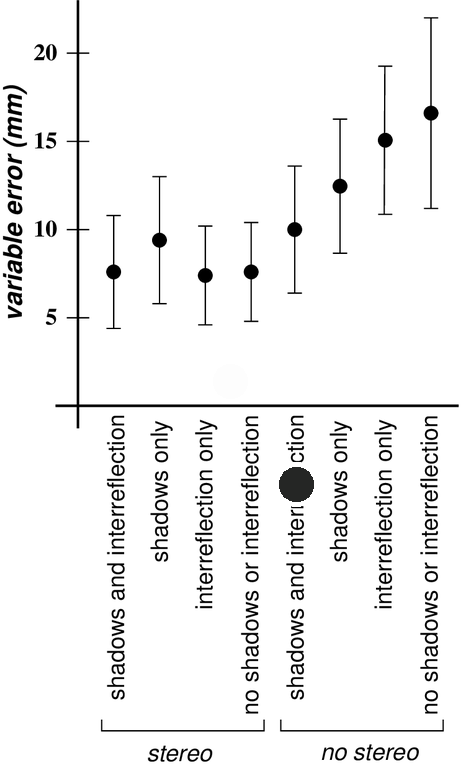 variable error (mm)
20
15
10
5
shadows and interreflection
shadows only
interreflection only
no shadows or interreflection
shadows and
shadows only
interreflection only
no shadows or interreflection
stereo
no stereo